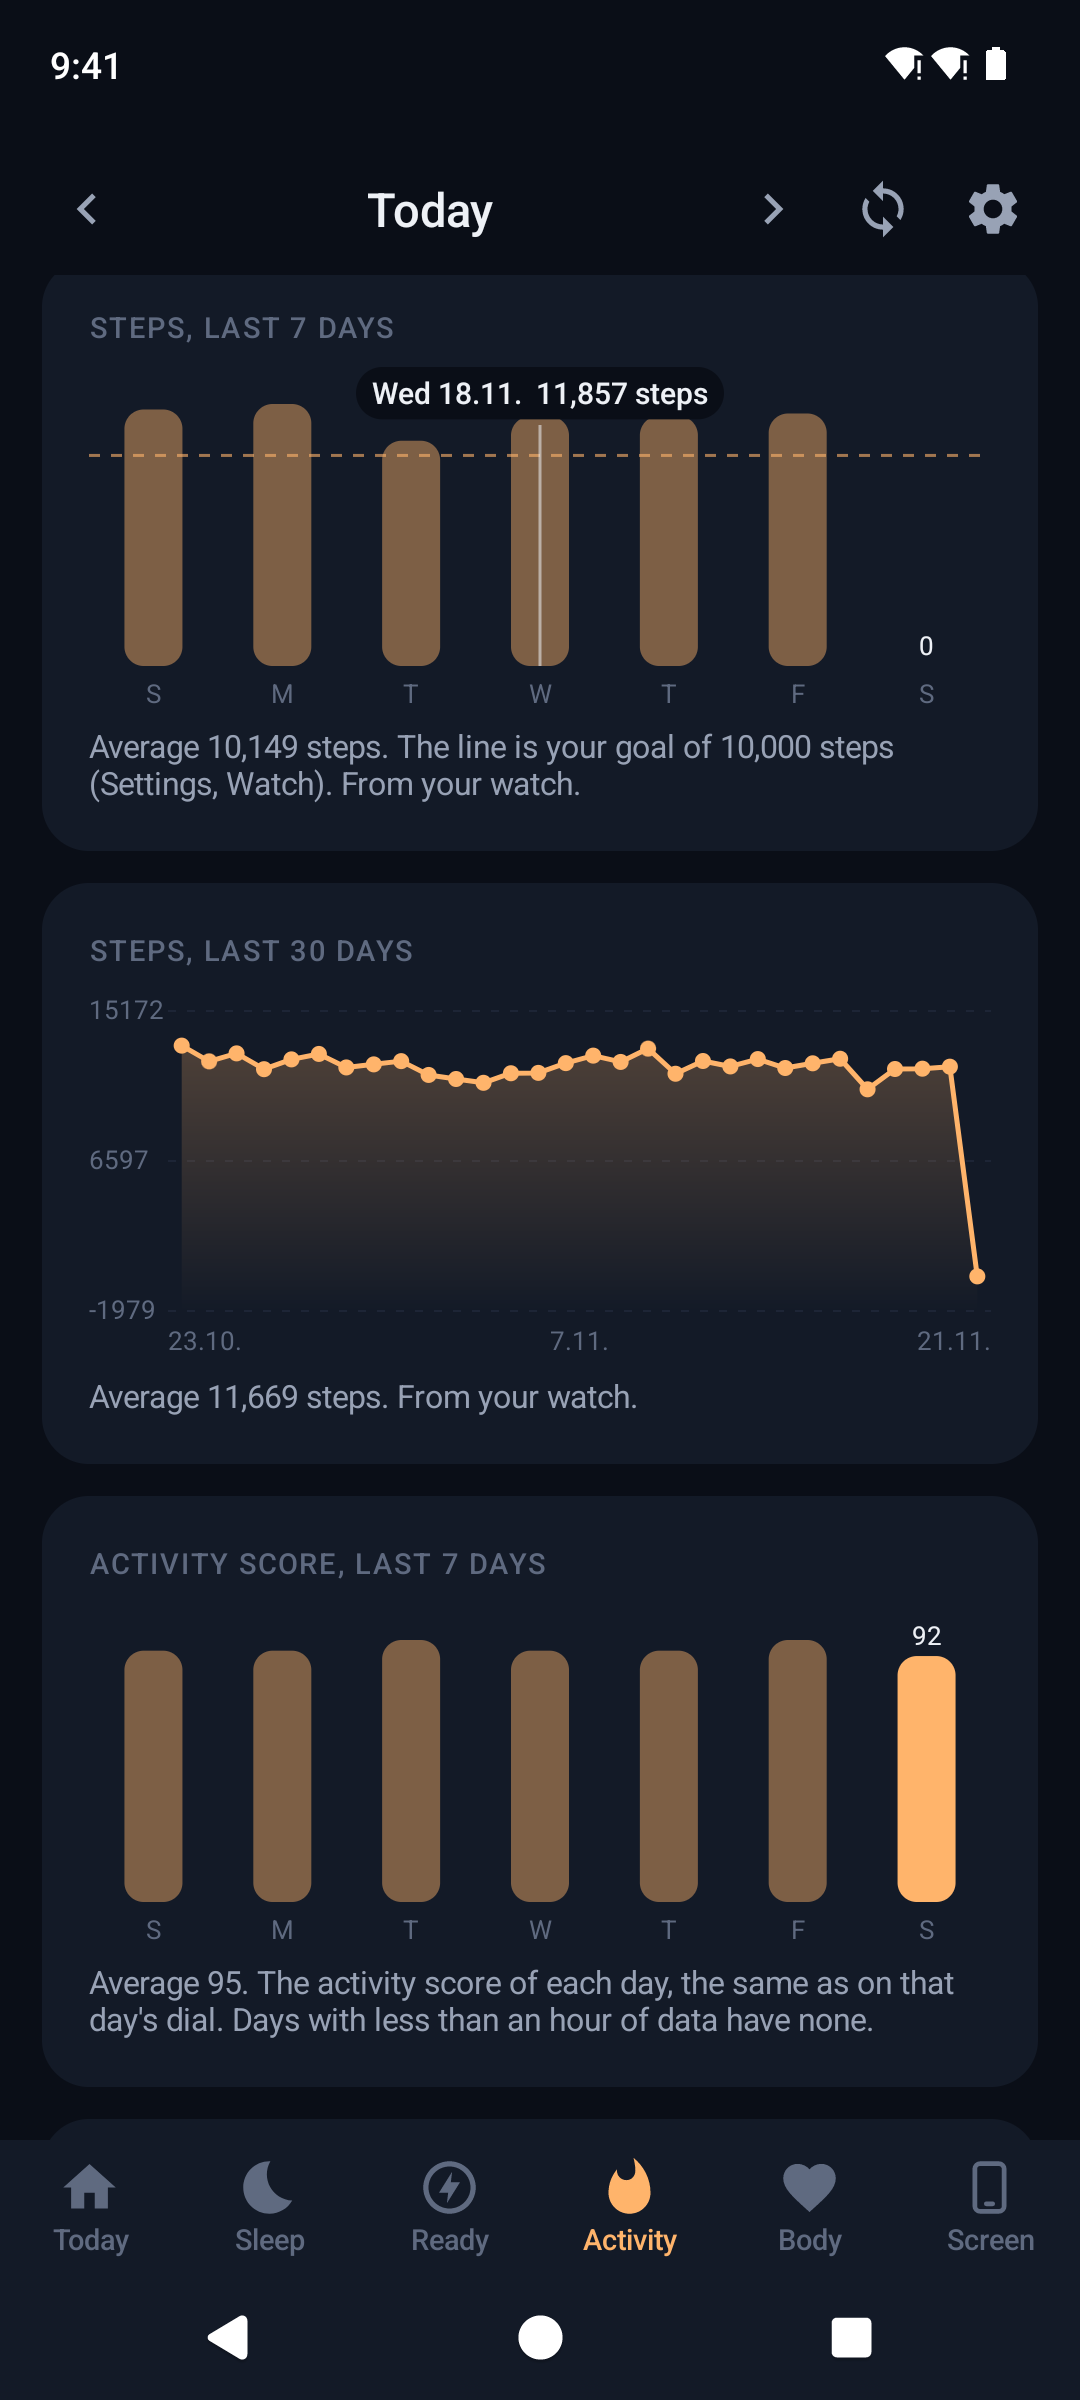 9:41
Today
STEPS, LAST 7 DAYS
Wed 18.11. 11,857 steps
0
S M T W T F S
Average 10,149 steps. The line is your goal of 10,000 steps
(Settings, Watch). From your watch.
STEPS, LAST 30 DAYS
15172
6597
-1979
23.10. 7.11. 21.11.
Average 11,669 steps. From your watch.
ACTIVITY SCORE, LAST 7 DAYS
92
S M T W T F S
Average 95. The activity score of each day, the same as on that
day's dial. Days with less than an hour of data have none.
Today Sleep Ready Activity Body Screen